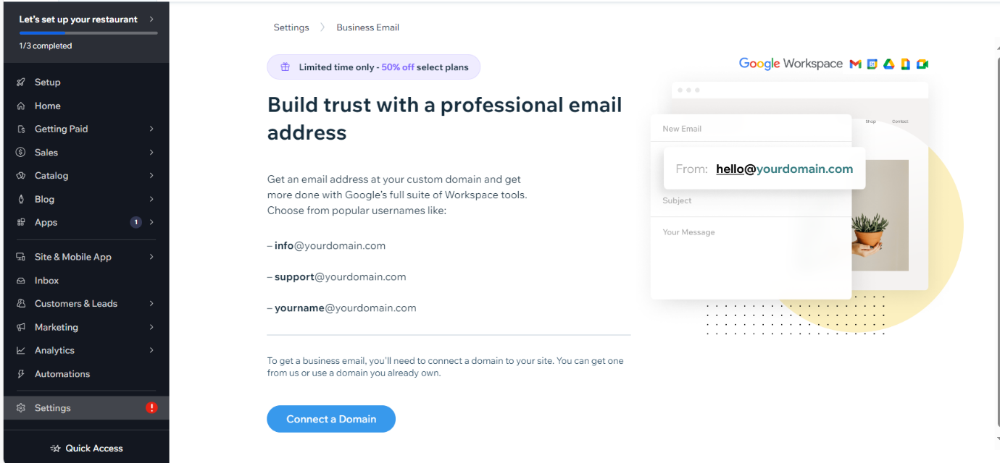 Let's set up your restaurant
1/3 completed
Setup
Home
Getting Paid
Sales
Catalog
Blog
Apps
1
Site & Mobile App
Inbox
Customers & Leads
Marketing
Analytics
Automations
Settings
!
Quick Access
Settings
Business Email
Limited time only - 50% off select plans
Build trust with a professional email
address
Get an email address at your custom domain and get
more done with Google's full suite of Workspace tools.
Choose from popular usernames like:
– info@yourdomain.com
– support@yourdomain.com
– yourname@yourdomain.com
To get a business email, you'll need to connect a domain to your site. You can get one
from us or use a domain you already own.
Connect a Domain
Google Workspace
Shop Contact
New Email
From: hello@yourdomain.com
Subject
Your Message